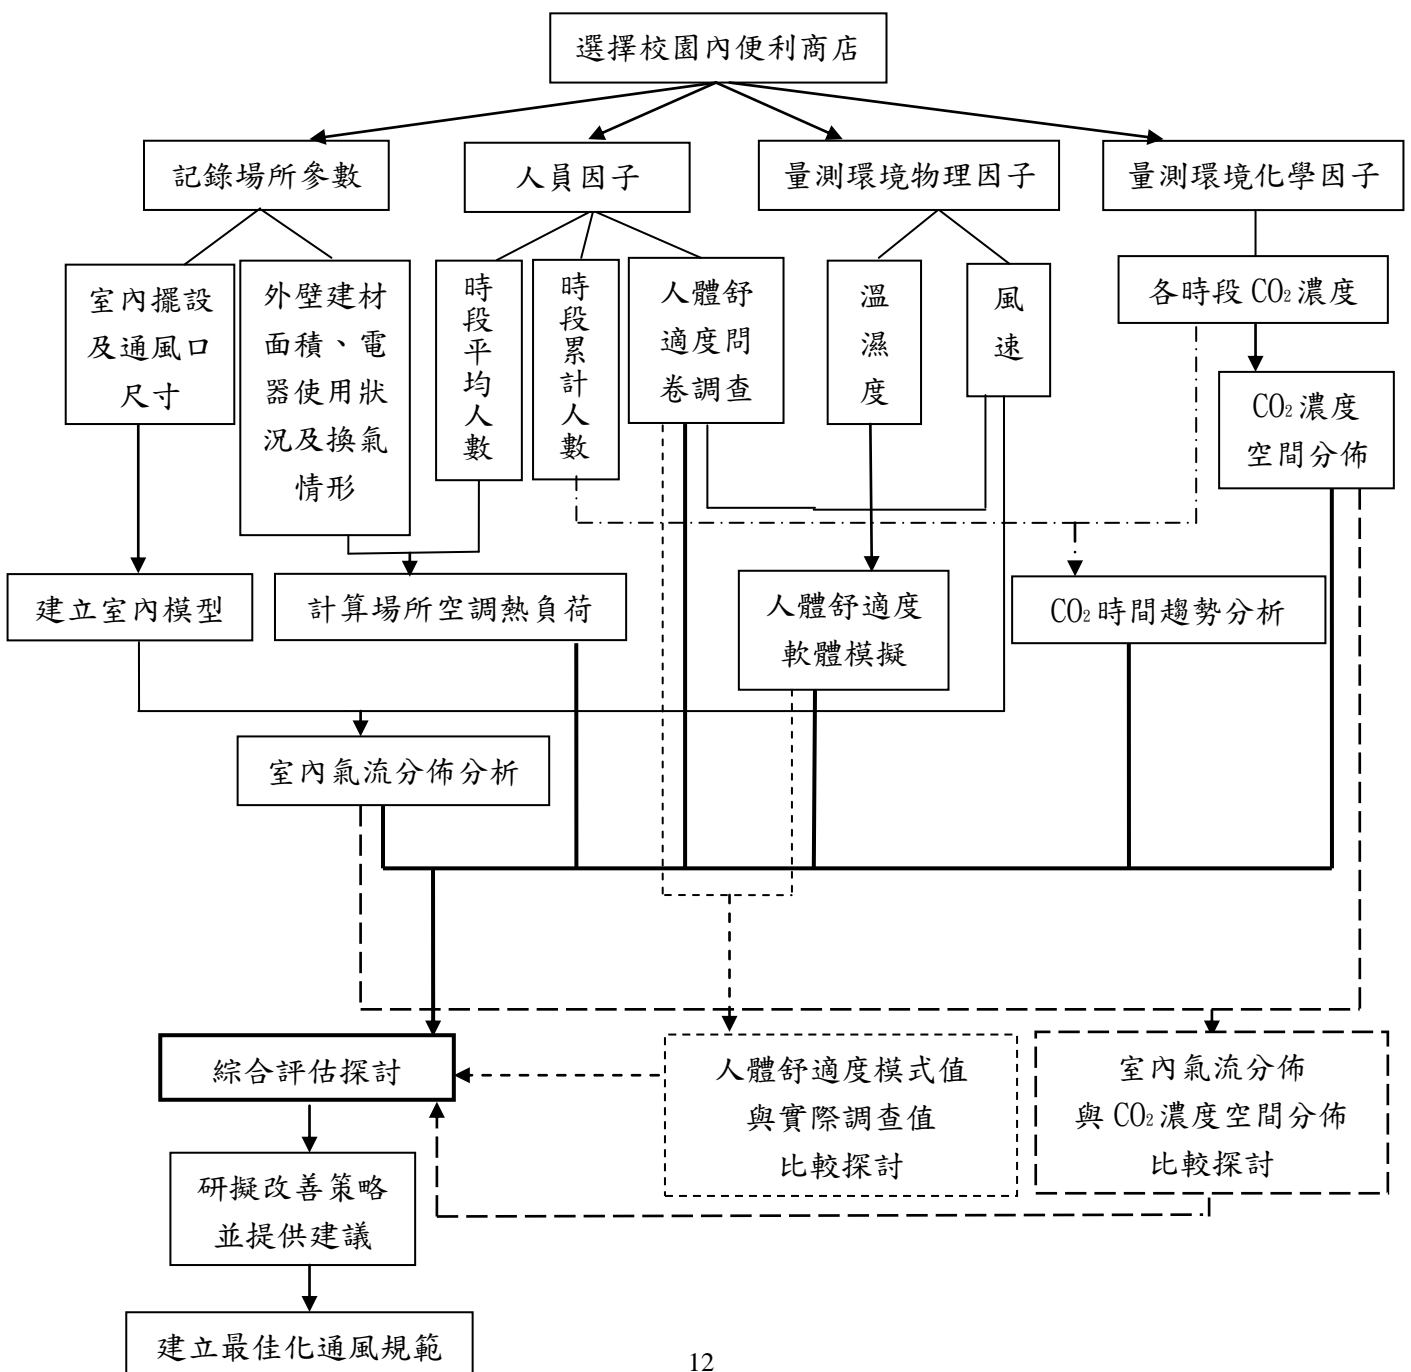 選擇校園內便利商店
記錄場所參數
人員因子
量測環境物理因子
量測環境化學因子
室內擺設
及通風口
尺寸
外壁建材
面積、電
器使用狀
況及換氣
情形
時段平均人數
時段累計人數
人體舒
適度問
卷調查
溫濕度
風速
各時段 CO₂濃度
CO₂濃度
空間分佈
建立室內模型
計算場所空調熱負荷
人體舒適度
軟體模擬
CO₂時間趨勢分析
室內氣流分佈分析
綜合評估探討
人體舒適度模式值
與實際調查值
比較探討
室內氣流分佈
與 CO₂濃度空間分佈
比較探討
研擬改善策略
並提供建議
建立最佳化通風規範
12